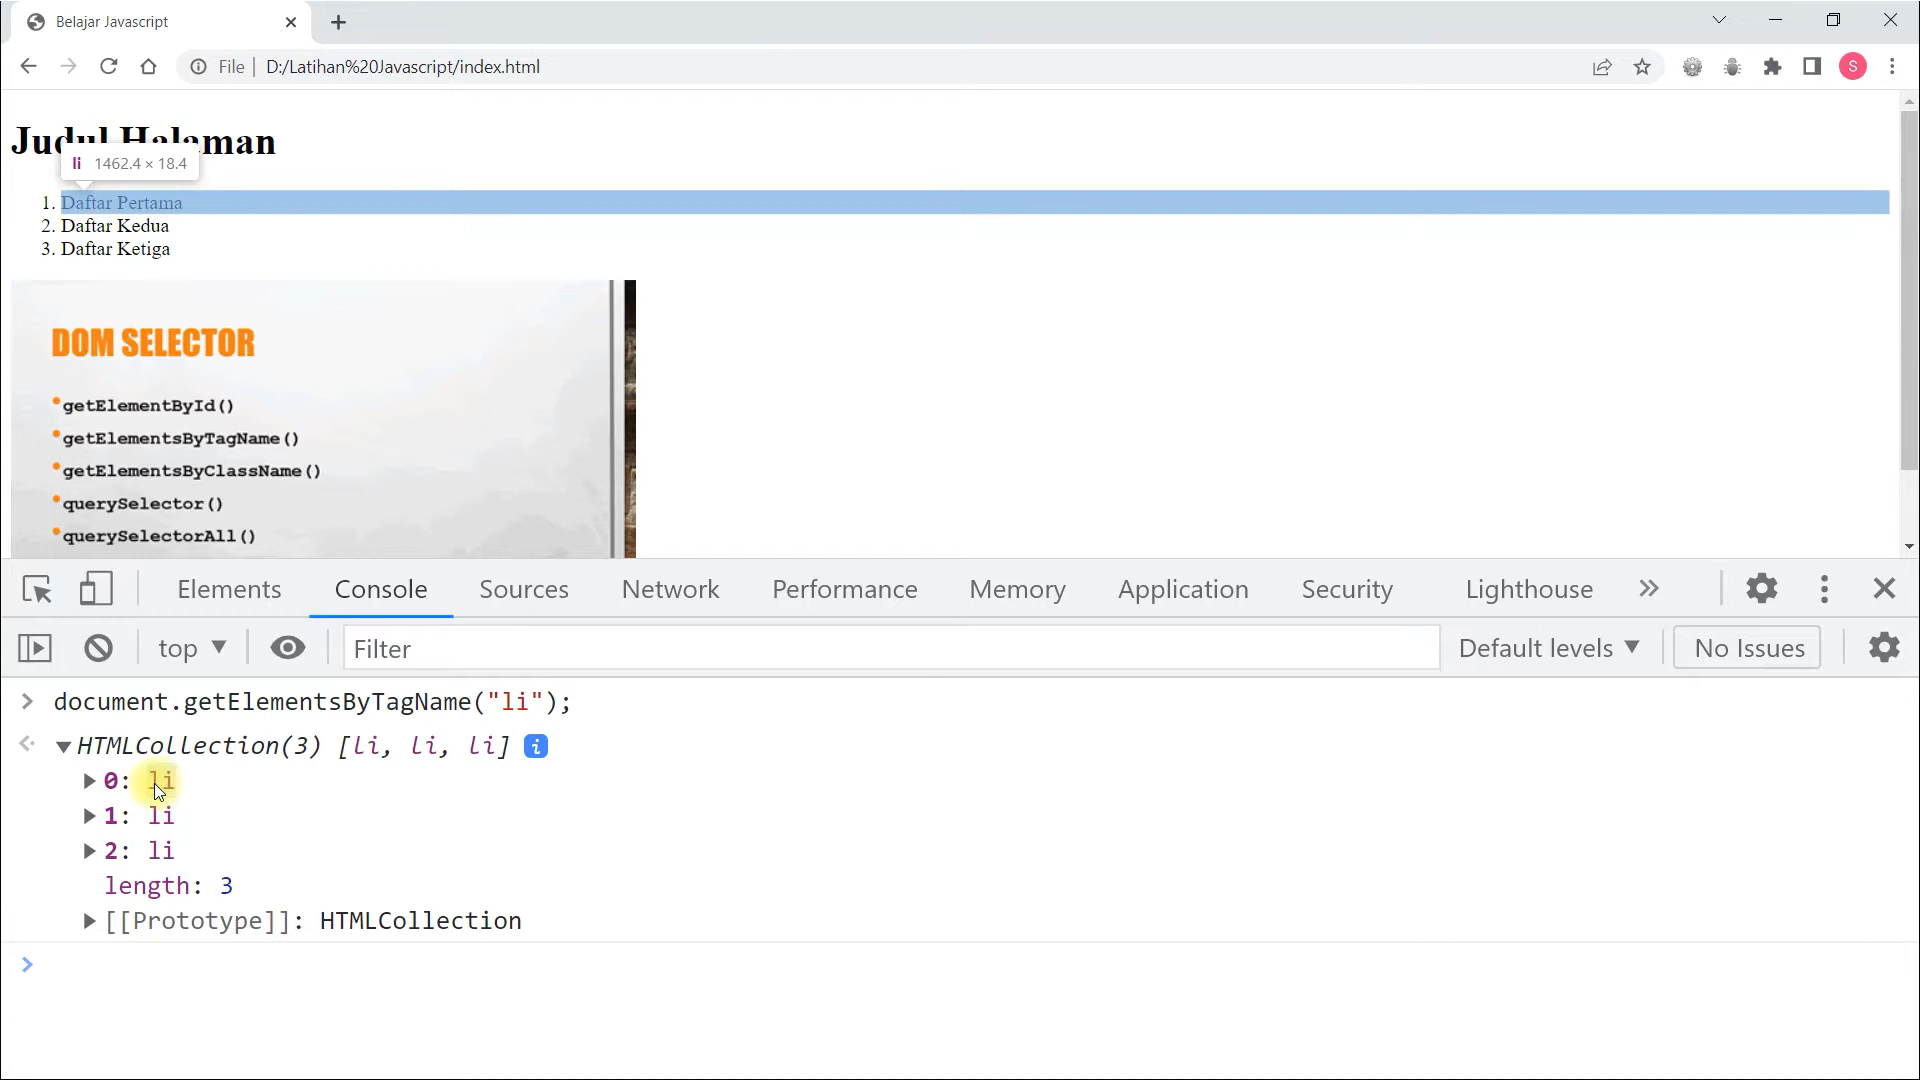 Belajar Javascript
File | D:/Latihan%20Javascript/index.html
S
Judul Halaman
li 1462.4 × 18.4
1. Daftar Pertama
2. Daftar Kedua
3. Daftar Ketiga
DOM SELECTOR
•getElementById()
•getElementsByTagName()
•getElementsByClassName()
•querySelector()
•querySelectorAll()
Elements Console Sources Network Performance Memory Application Security Lighthouse »
top ▼ Filter Default levels ▼ No Issues
> document.getElementsByTagName("li");
▼HTMLCollection(3) [li, li, li] i
▶0: li
▶1: li
▶2: li
length: 3
▶[[Prototype]]: HTMLCollection
>